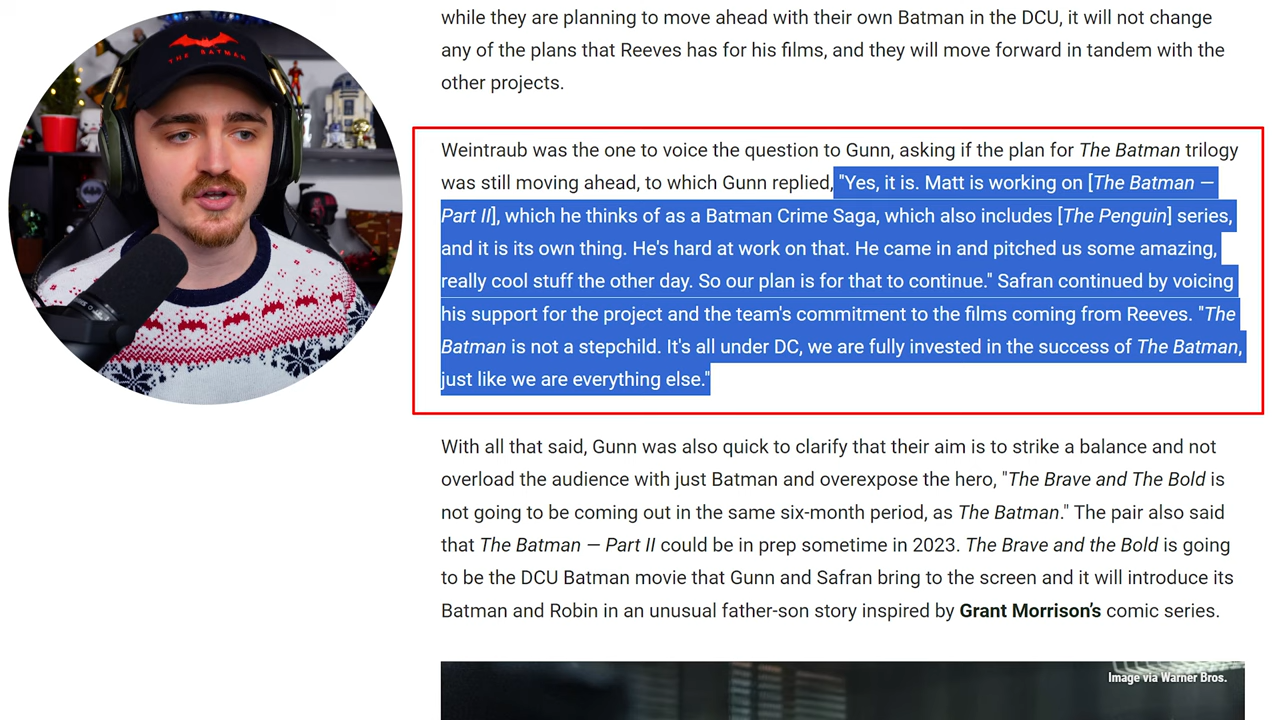 THE BATMAN
while they are planning to move ahead with their own Batman in the DCU, it will not change
any of the plans that Reeves has for his films, and they will move forward in tandem with the
other projects.
Weintraub was the one to voice the question to Gunn, asking if the plan for The Batman trilogy
was still moving ahead, to which Gunn replied, "Yes, it is. Matt is working on [The Batman —
Part II], which he thinks of as a Batman Crime Saga, which also includes [The Penguin] series,
and it is its own thing. He's hard at work on that. He came in and pitched us some amazing,
really cool stuff the other day. So our plan is for that to continue." Safran continued by voicing
his support for the project and the team's commitment to the films coming from Reeves. "The
Batman is not a stepchild. It's all under DC, we are fully invested in the success of The Batman,
just like we are everything else."
With all that said, Gunn was also quick to clarify that their aim is to strike a balance and not
overload the audience with just Batman and overexpose the hero, "The Brave and The Bold is
not going to be coming out in the same six-month period, as The Batman." The pair also said
that The Batman — Part II could be in prep sometime in 2023. The Brave and the Bold is going
to be the DCU Batman movie that Gunn and Safran bring to the screen and it will introduce its
Batman and Robin in an unusual father-son story inspired by Grant Morrison's comic series.
Image via Warner Bros.